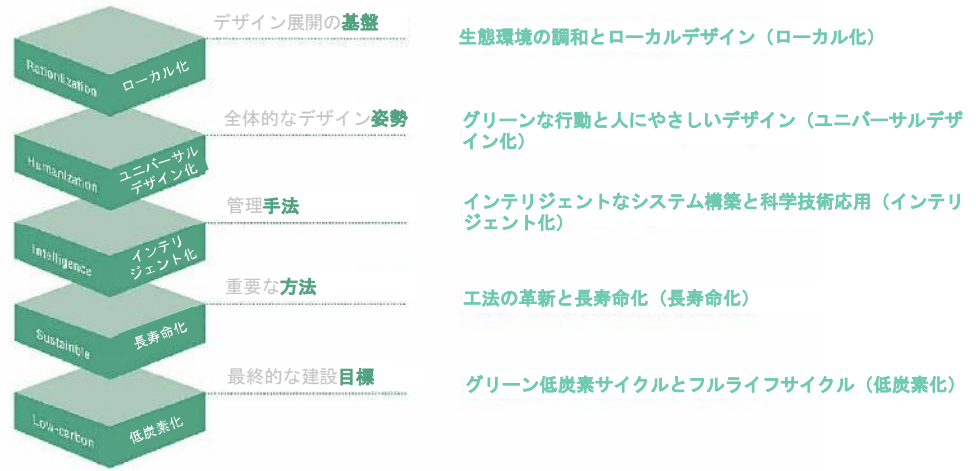 デザイン展開の基盤
生態環境の調和とローカルデザイン（ローカル化）
Rationlization
ローカル化
全体的なデザイン姿勢
グリーンな行動と人にやさしいデザイン（ユニバーサルデザ
イン化）
Humanization
ユニバーサル
デザイン化
管理手法
インテリジェントなシステム構築と科学技術応用（インテリ
ジェント化）
Intelligence
インテリ
ジェント化
重要な方法
工法の革新と長寿命化（長寿命化）
Sustainble
長寿命化
最終的な建設目標
グリーン低炭素サイクルとフルライフサイクル（低炭素化）
Low-carbon
低炭素化